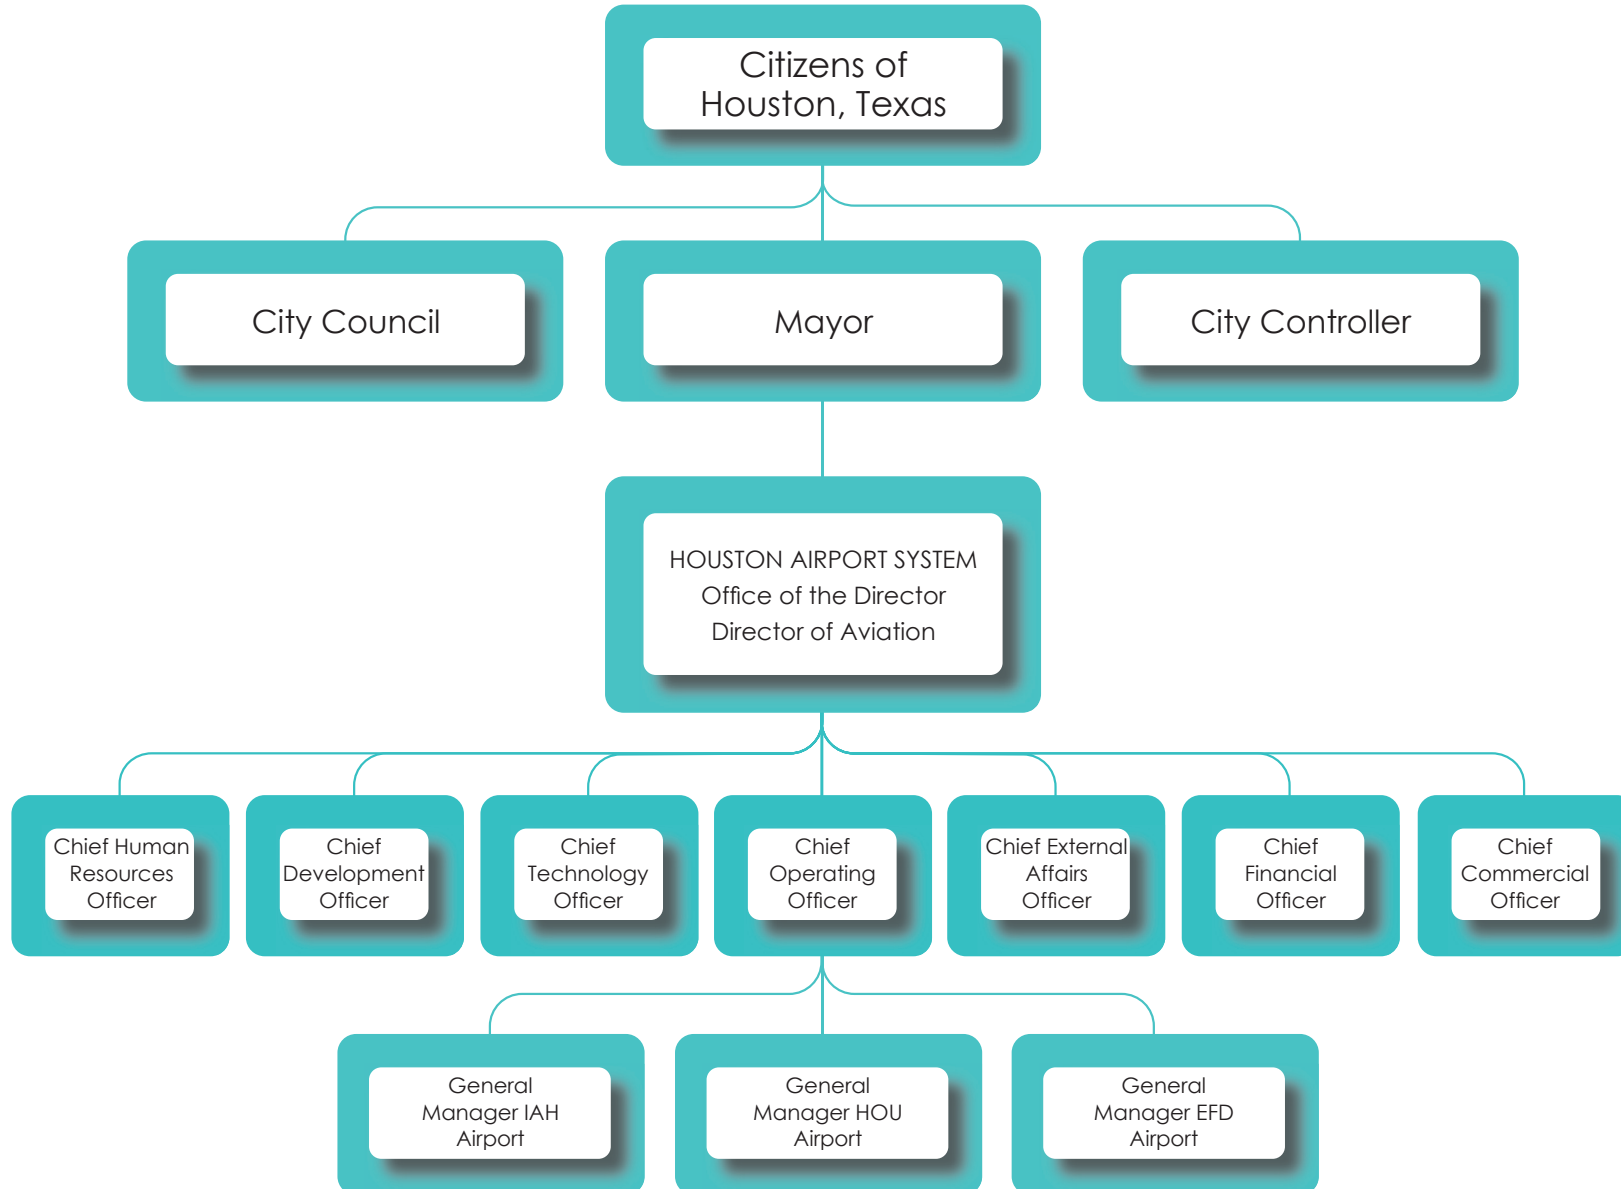 Citizens of
Houston, Texas
City Council
Mayor
City Controller
HOUSTON AIRPORT SYSTEM
Office of the Director
Director of Aviation
Chief Human
Resources
Officer
Chief
Development
Officer
Chief
Technology
Officer
Chief
Operating
Officer
Chief External
Affairs
Officer
Chief
Financial
Officer
Chief
Commercial
Officer
General
Manager IAH
Airport
General
Manager HOU
Airport
General
Manager EFD
Airport